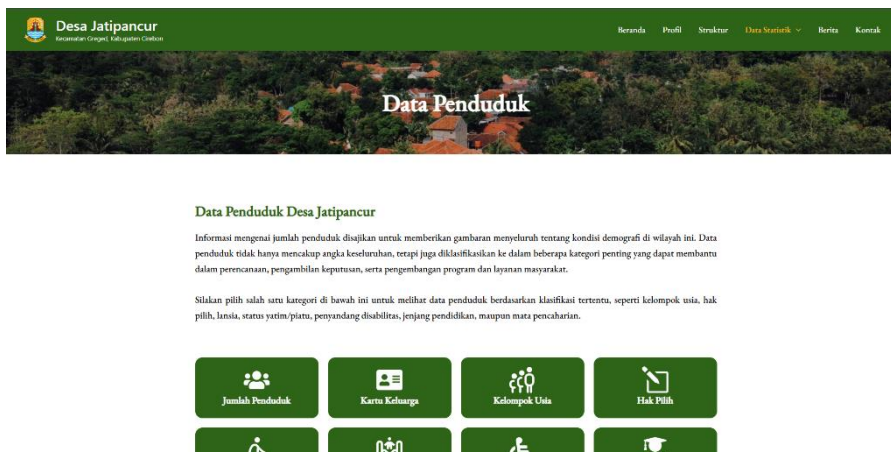 Desa Jatipancur
Kecamatan Greged, Kabupaten Cirebon
Beranda Profil Struktur Data Statistik Berita Kontak
Data Penduduk
Data Penduduk Desa Jatipancur
Informasi mengenai jumlah penduduk disajikan untuk memberikan gambaran menyeluruh tentang kondisi demografi di wilayah ini. Data
penduduk tidak hanya mencakup angka keseluruhan, tetapi juga diklasifikasikan ke dalam beberapa kategori penting yang dapat membantu
dalam perencanaan, pengambilan keputusan, serta pengembangan program dan layanan masyarakat.
Silakan pilih salah satu kategori di bawah ini untuk melihat data penduduk berdasarkan klasifikasi tertentu, seperti kelompok usia, hak
pilih, lansia, status yatim/piatu, penyandang disabilitas, jenjang pendidikan, maupun mata pencaharian.
Jumlah Penduduk Kartu Keluarga Kelompok Usia Hak Pilih